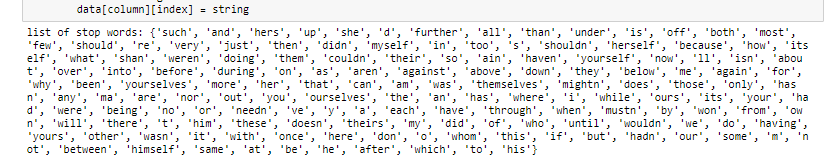 data[column][index] = string
list of stop words: {'such', 'and', 'hers', 'up', 'she', 'd', 'further', 'all', 'than', 'under', 'is', 'off', 'both', 'most',
'few', 'should', 're', 'very', 'just', 'then', 'didn', 'myself', 'in', 'too', 's', 'shouldn', 'herself', 'because', 'how', 'its
elf', 'what', 'shan', 'weren', 'doing', 'them', 'couldn', 'their', 'so', 'ain', 'haven', 'yourself', 'now', 'll', 'isn', 'abou
t', 'over', 'into', 'before', 'during', 'on', 'as', 'aren', 'against', 'above', 'down', 'they', 'below', 'me', 'again', 'for',
'why', 'been', 'yourselves', 'more', 'her', 'that', 'can', 'am', 'was', 'themselves', 'mightn', 'does', 'those', 'only', 'has
n', 'any', 'ma', 'are', 'nor', 'out', 'you', 'ourselves', 'the', 'an', 'has', 'where', 'i', 'while', 'ours', 'its', 'your', 'ha
d', 'were', 'being', 'no', 'or', 'needn', 've', 'y', 'a', 'each', 'have', 'through', 'when', 'mustn', 'by', 'won', 'from', 'ow
n', 'will', 'there', 't', 'him', 'these', 'doesn', 'theirs', 'my', 'did', 'of', 'who', 'until', 'wouldn', 'we', 'do', 'having',
'yours', 'other', 'wasn', 'it', 'with', 'once', 'here', 'don', 'o', 'whom', 'this', 'if', 'but', 'hadn', 'our', 'some', 'm', 'n
ot', 'between', 'himself', 'same', 'at', 'be', 'he', 'after', 'which', 'to', 'his'}